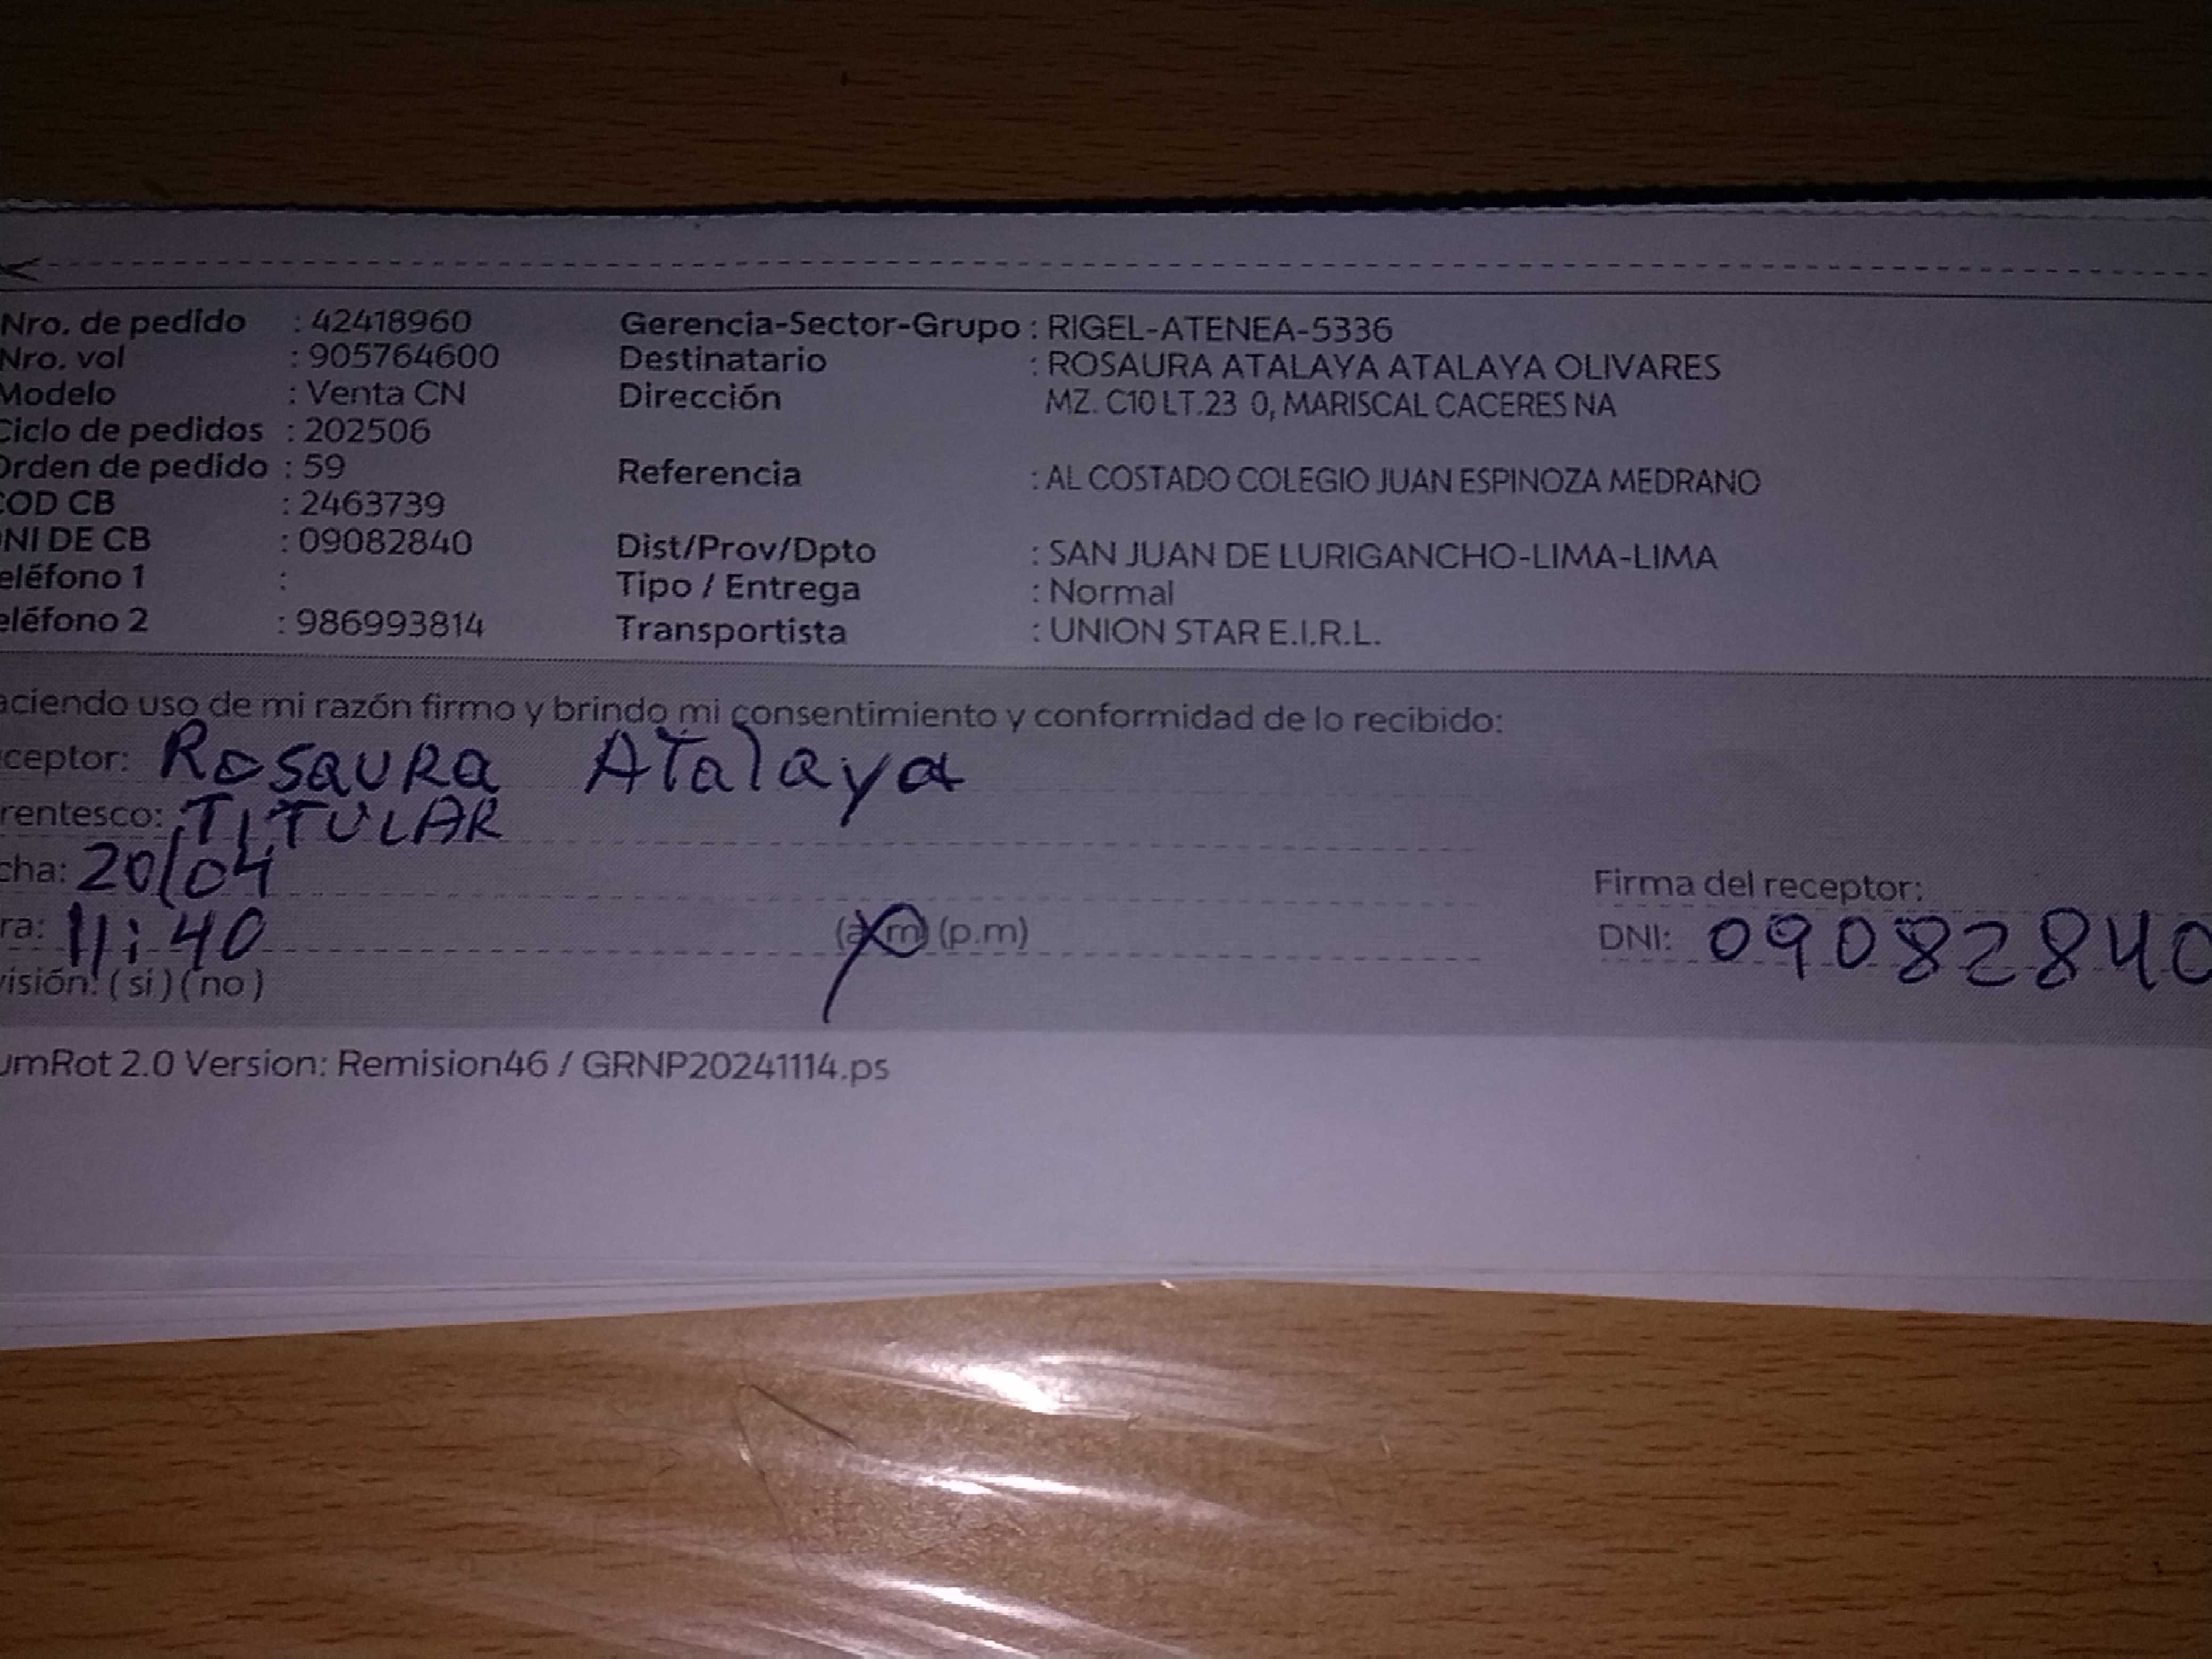 Nro. de pedido : 42418960 Gerencia-Sector-Grupo : RIGEL-ATENEA-5336
Nro. vol : 905764600 Destinatario : ROSAURA ATALAYA ATALAYA OLIVARES
Modelo : Venta CN Dirección MZ. C10 LT.23 0, MARISCAL CACERES NA
Ciclo de pedidos : 202506
Orden de pedido : 59 Referencia : AL COSTADO COLEGIO JUAN ESPINOZA MEDRANO
COD CB : 2463739
NI DE CB : 09082840 Dist/Prov/Dpto : SAN JUAN DE LURIGANCHO-LIMA-LIMA
eléfono 1 : Tipo / Entrega : Normal
eléfono 2 : 986993814 Transportista : UNION STAR E.I.R.L.
aciendo uso de mi razón firmo y brindo mi consentimiento y conformidad de lo recibido:
ceptor: Rosaura Atalaya
rentesco: TITULAR
cha: 20/04 Firma del receptor:
ra: 11:40 (a.m) (p.m) DNI: 09082840
visión: (si) (no)
umRot 2.0 Version: Remision46 / GRNP20241114.ps